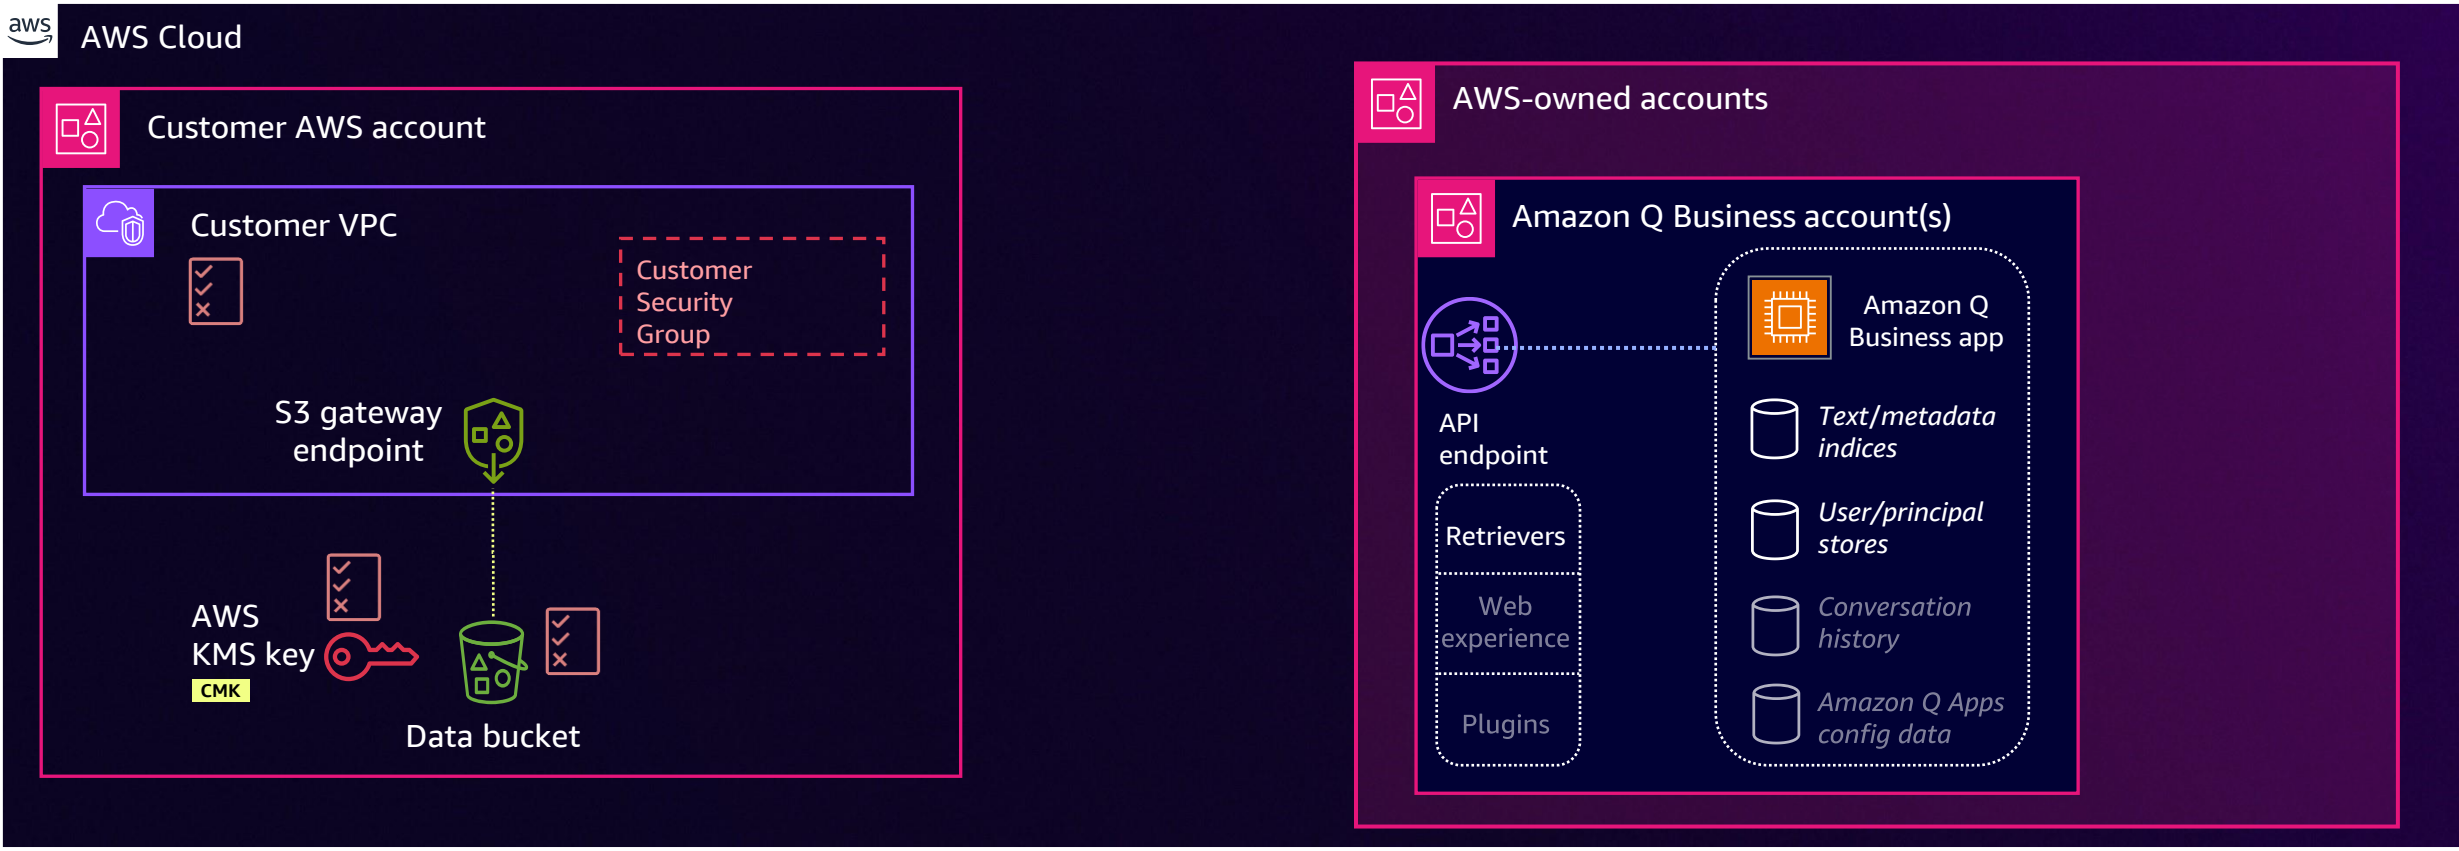 aws
AWS Cloud
Customer AWS account
Customer VPC
Customer
Security
Group
S3 gateway
endpoint
AWS
KMS key
CMK
Data bucket
AWS-owned accounts
Amazon Q Business account(s)
API
endpoint
Retrievers
Web
experience
Plugins
Amazon Q
Business app
Text/metadata
indices
User/principal
stores
Conversation
history
Amazon Q Apps
config data